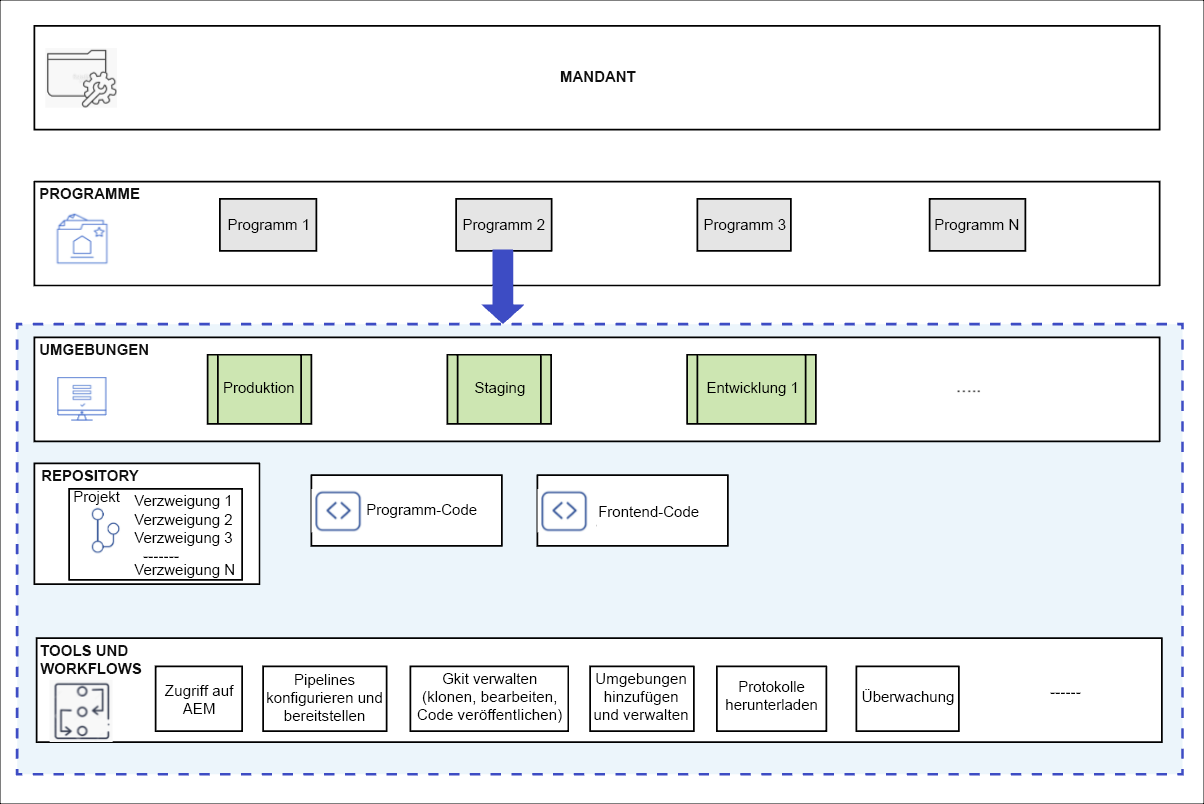 MANDANT
PROGRAMME
Programm 1
Programm 2
Programm 3
Programm N
UMGEBUNGEN
Produktion
Staging
Entwicklung 1
.....
REPOSITORY
Projekt
Verzweigung 1
Verzweigung 2
Verzweigung 3
-------
Verzweigung N
Programm-Code
Frontend-Code
TOOLS UND
WORKFLOWS
Zugriff auf
AEM
Pipelines
konfigurieren und
bereitstellen
Gkit verwalten
(klonen, bearbeiten,
Code veröffentlichen)
Umgebungen
hinzufügen
und verwalten
Protokolle
herunterladen
Überwachung
------